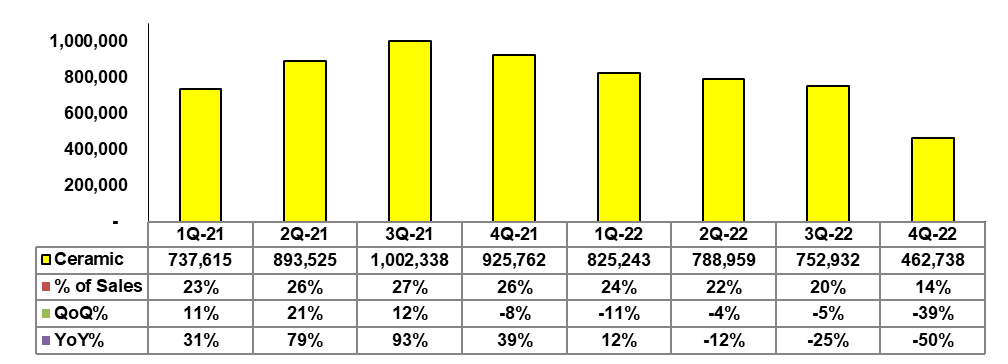 1,000,000
800,000
600,000
400,000
200,000
-
1Q-21 2Q-21 3Q-21 4Q-21 1Q-22 2Q-22 3Q-22 4Q-22
Ceramic 737,615 893,525 1,002,338 925,762 825,243 788,959 752,932 462,738
% of Sales 23% 26% 27% 26% 24% 22% 20% 14%
QoQ% 11% 21% 12% -8% -11% -4% -5% -39%
YoY% 31% 79% 93% 39% 12% -12% -25% -50%